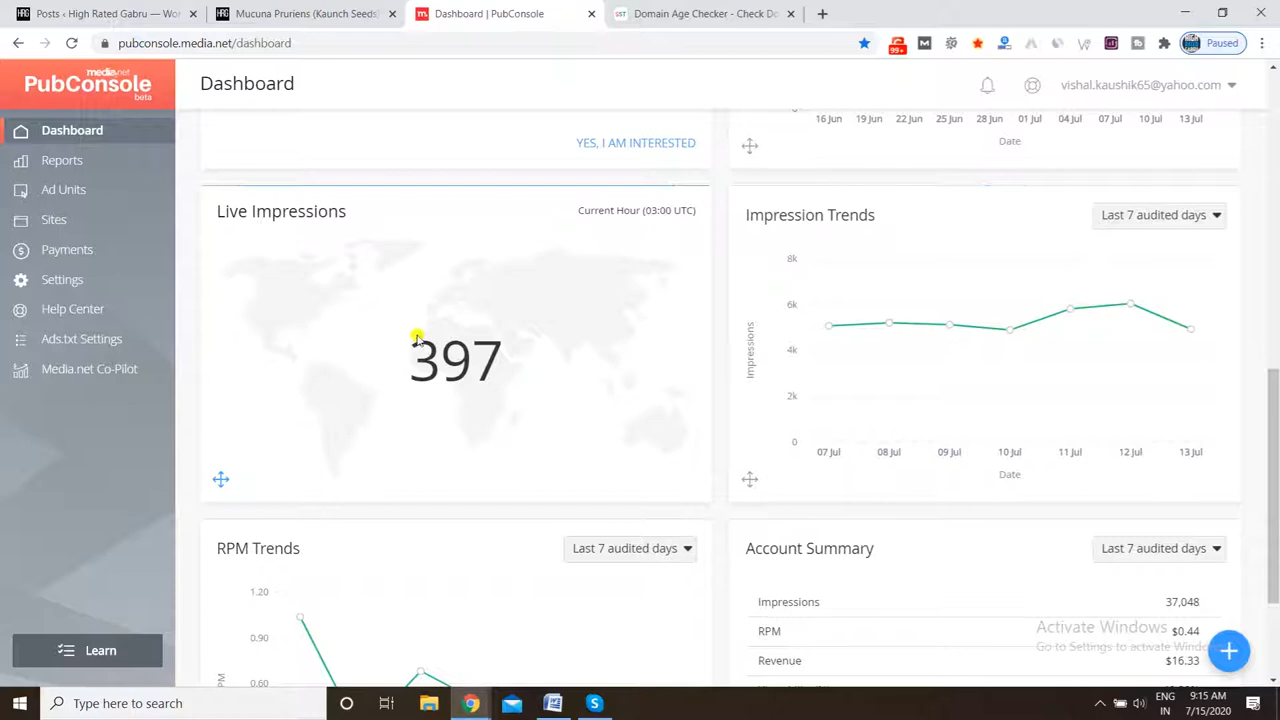 Posts ‹ High Rated Gabru — Wor
Mucuna Pruriens (Kaunch Seeds)
Dashboard | PubConsole
Domain Age Checker - Check Do
pubconsole.media.net/dashboard
99+
Paused
media.net
PubConsole
beta
Dashboard
vishal.kaushik65@yahoo.com
Dashboard
Reports
Ad Units
Sites
Payments
Settings
Help Center
Ads.txt Settings
Media.net Co-Pilot
Learn
YES, I AM INTERESTED
16 Jun 19 Jun 22 Jun 25 Jun 28 Jun 01 Jul 04 Jul 07 Jul 10 Jul 13 Jul
Date
Live Impressions
Current Hour (03:00 UTC)
397
Impression Trends
Last 7 audited days
8k
6k
4k
2k
0
Impressions
07 Jul 08 Jul 09 Jul 10 Jul 11 Jul 12 Jul 13 Jul
Date
RPM Trends
Last 7 audited days
1.20
0.90
0.60
Account Summary
Last 7 audited days
Impressions 37,048
RPM $0.44
Revenue $16.33
Activate Windows
Go to Settings to activate Windo
Type here to search
ENG
IN
9:15 AM
7/15/2020